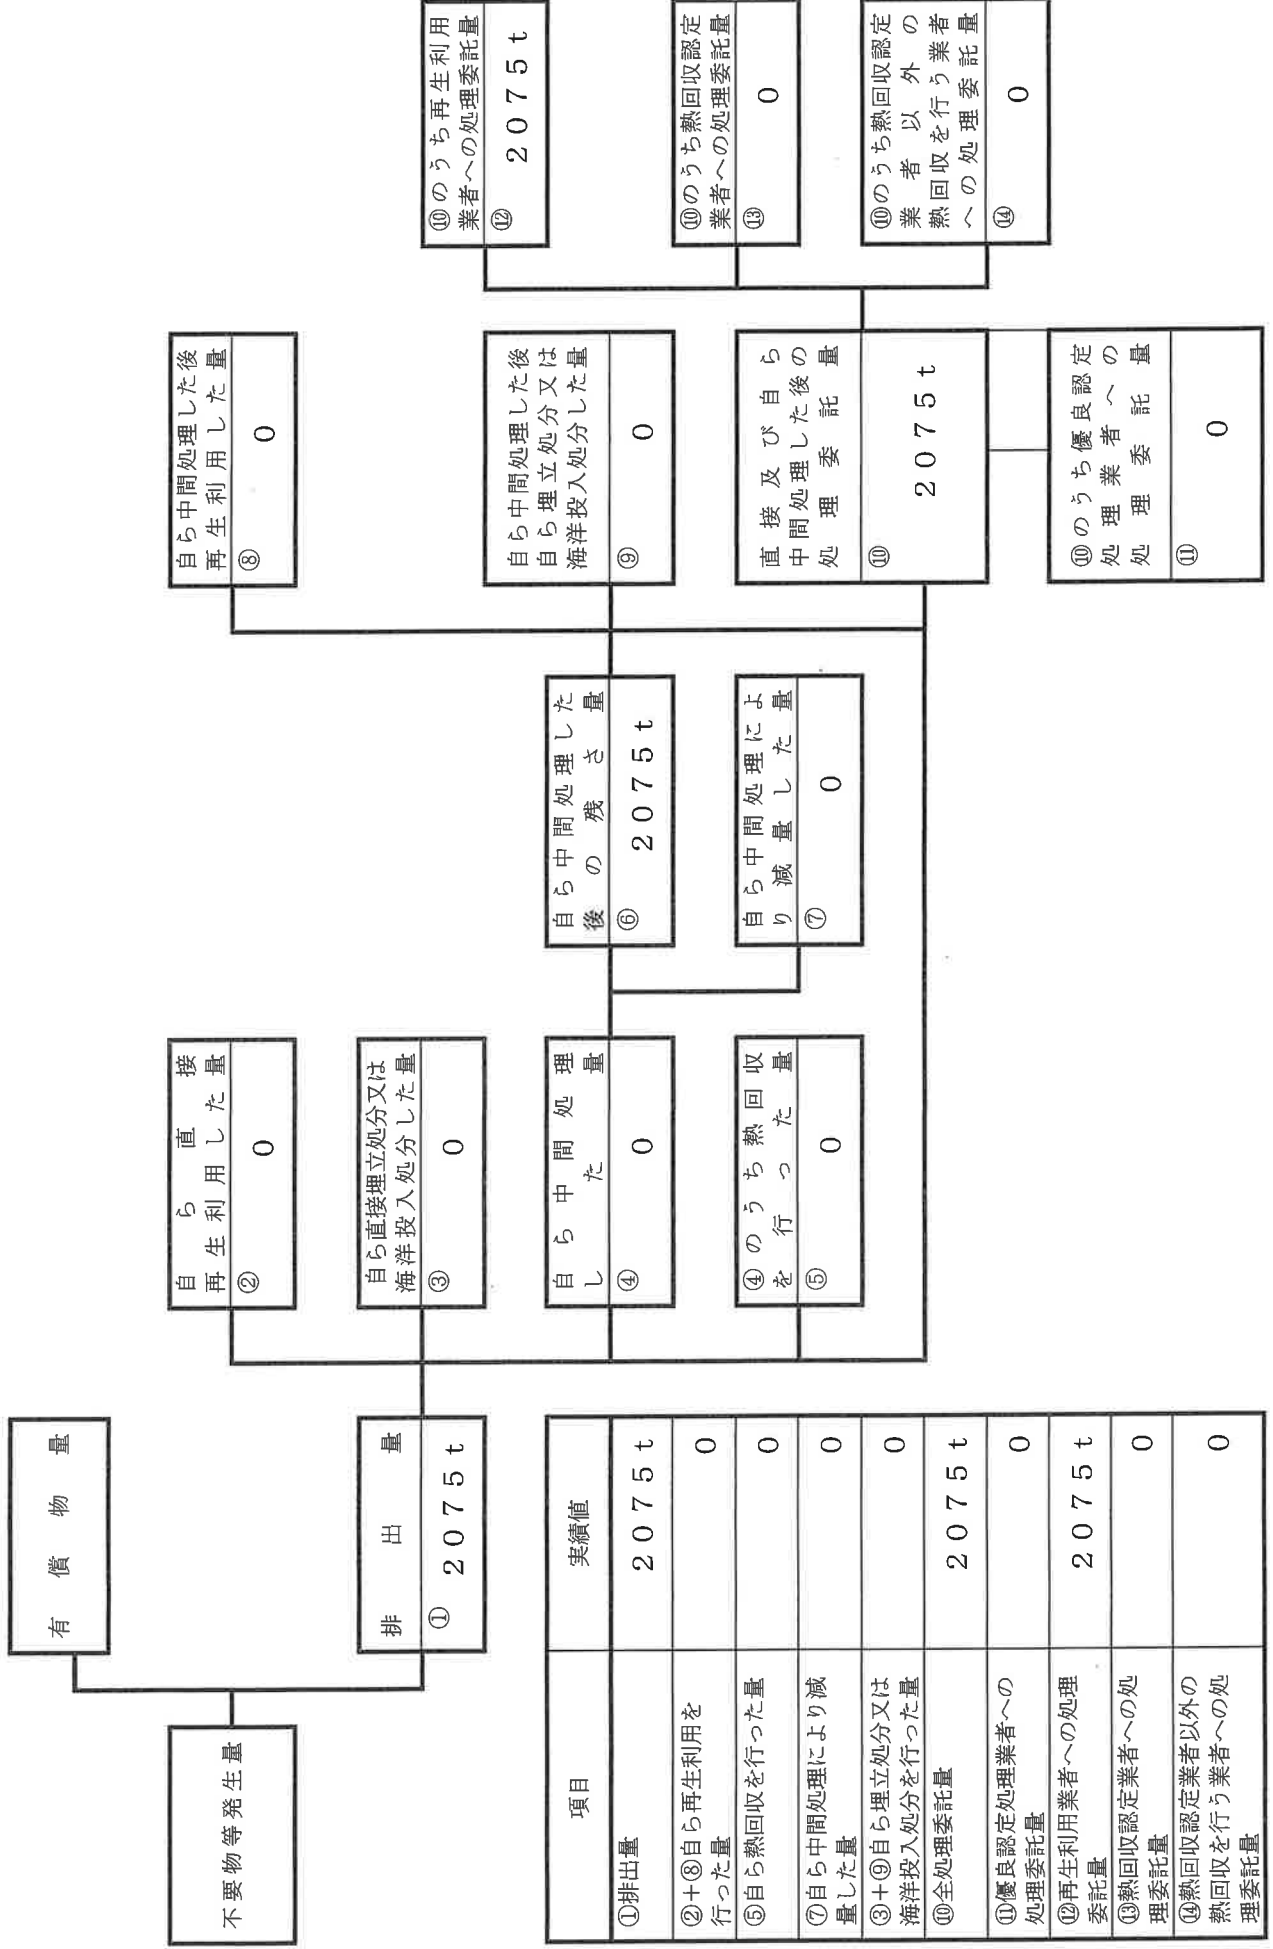 不要物等発生量
有償物量
排出量
① 2075t
自ら直接
再生利用した量
② 0
自ら直接埋立処分又は
海洋投入処分した量
③ 0
自ら中間処理
した量
④ 0
④のうち熱回収
を行った量
⑤ 0
自ら中間処理した
後の残さ量
⑥ 2075t
自ら中間処理によ
り減量した量
⑦ 0
自ら中間処理した後
再生利用した量
⑧ 0
自ら中間処理した後
自ら埋立処分又は
海洋投入処分した量
⑨ 0
直接及び自ら
中間処理した後の
処理委託量
⑩ 2075t
⑩のうち優良認定
処理業者への
処理委託量
⑪ 0
⑩のうち再生利用
業者への処理委託量
⑫ 2075t
⑩のうち熱回収認定
業者への処理委託量
⑬ 0
⑩のうち熱回収認定
業者以外の
熱回収を行う業者
への処理委託量
⑭ 0
項目 実績値
①排出量 2075t
②+⑧自ら再生利用を
行った量 0
⑤自ら熱回収を行った量 0
⑦自ら中間処理により減
量した量 0
③+⑨自ら埋立処分又は
海洋投入処分を行った量 0
⑩全処理委託量 2075t
⑪優良認定処理業者への
処理委託量 0
⑫再生利用業者への処理
委託量 2075t
⑬熱回収認定業者への処
理委託量 0
⑭熱回収認定業者以外の
熱回収を行う業者への処
理委託量 0